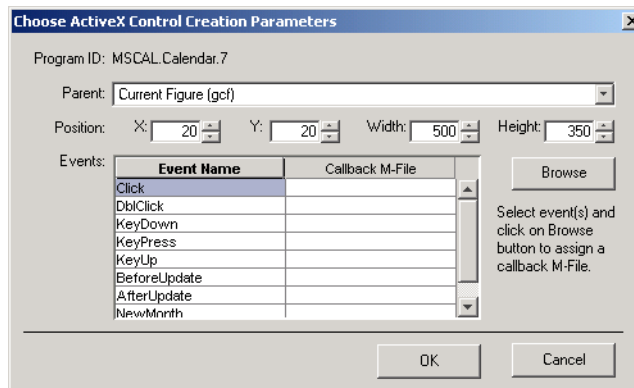 Choose ActiveX Control Creation Parameters
Program ID: MSCAL.Calendar.7
Parent: Current Figure (gcf)
Position: X: 20 Y: 20 Width: 500 Height: 350
Events: Event Name Callback M-File Browse
Click
DblClick
KeyDown
KeyPress
KeyUp
BeforeUpdate
AfterUpdate
NewMonth
Select event(s) and
click on Browse
button to assign a
callback M-File.
OK Cancel